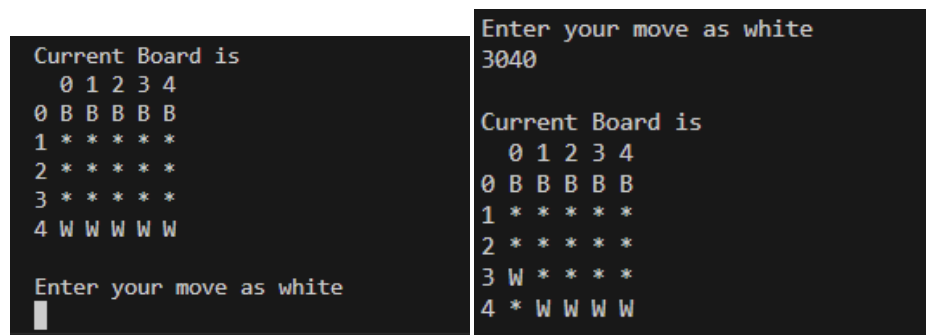 Current Board is
0 1 2 3 4
0 B B B B B
1 * * * * *
2 * * * * *
3 * * * * *
4 W W W W W
Enter your move as white
Enter your move as white
3040
Current Board is
0 1 2 3 4
0 B B B B B
1 * * * * *
2 * * * * *
3 W * * * *
4 * W W W W